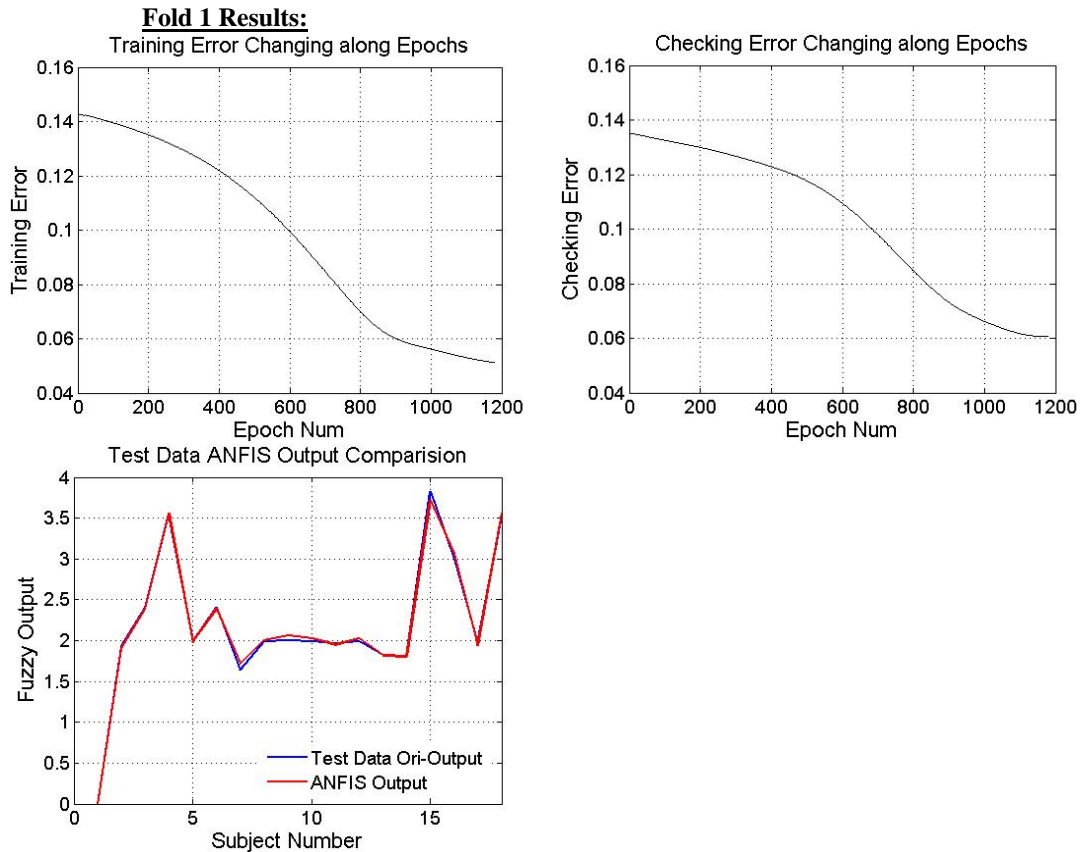 Fold 1 Results:
Training Error Changing along Epochs
0.16
0.14
0.12
0.1
0.08
0.06
0.04
Training Error
0 200 400 600 800 1000 1200
Epoch Num
Checking Error Changing along Epochs
0.16
0.14
0.12
0.1
0.08
0.06
0.04
Checking Error
0 200 400 600 800 1000 1200
Epoch Num
Test Data ANFIS Output Comparision
4
3.5
3
2.5
2
1.5
1
0.5
0
Fuzzy Output
Test Data Ori-Output
ANFIS Output
0 5 10 15
Subject Number